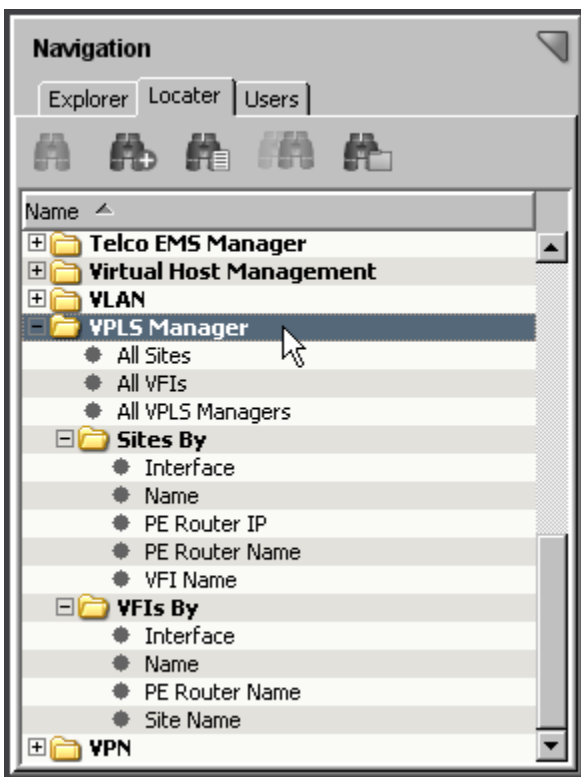 Navigation
Explorer Locater Users
Name
Telco EMS Manager
Virtual Host Management
VLAN
VPLS Manager
All Sites
All VFIs
All VPLS Managers
Sites By
Interface
Name
PE Router IP
PE Router Name
VFI Name
VFIs By
Interface
Name
PE Router Name
Site Name
VPN